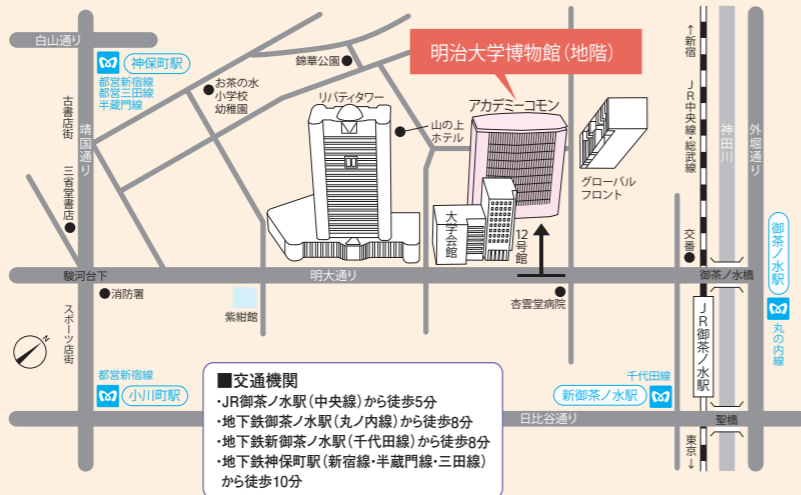 白山通り
神保町駅
都営新宿線
都営三田線
半蔵門線
古書店街
靖国通り
三省堂書店
錦華公園
お茶の水
小学校
幼稚園
リバティタワー
山の上
ホテル
明治大学博物館(地階)
アカデミーコモン
グローバル
フロント
大学会館
12号館
↑新宿
JR中央線・総武線
神田川
外堀通り
交番
御茶ノ水駅
丸の内線
御茶ノ水橋
駿河台下
明大通り
消防署
紫紺館
杏雲堂病院
スポーツ店街
N
都営新宿線
小川町駅
千代田線
新御茶ノ水駅
JR御茶ノ水駅
日比谷通り
聖橋
東京↓
■交通機関
・JR御茶ノ水駅(中央線)から徒歩5分
・地下鉄御茶ノ水駅(丸ノ内線)から徒歩8分
・地下鉄新御茶ノ水駅(千代田線)から徒歩8分
・地下鉄神保町駅(新宿線・半蔵門線・三田線)
から徒歩10分